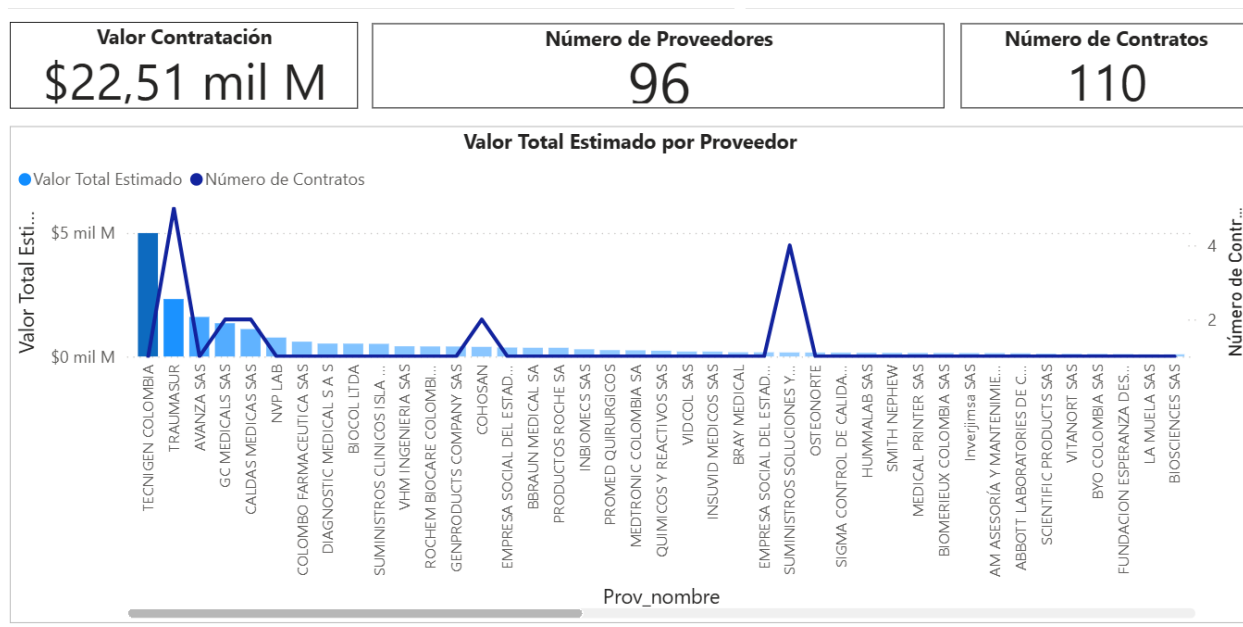 Valor Contratación
$22,51 mil M
Número de Proveedores
96
Número de Contratos
110
Valor Total Estimado por Proveedor
Valor Total Estimado
Número de Contratos
Valor Total Esti...
$5 mil M
$0 mil M
4
2
Número de Contr...
TECNIGEN COLOMBIA
TRAUMASUR
AVANZA SAS
GC MEDICALS SAS
CALDAS MEDICAS SAS
NVP LAB
COLOMBO FARMACEUTICA SAS
DIAGNOSTIC MEDICAL S A S
BIOCOL LTDA
SUMINISTROS CLINICOS ISLA ...
VHM INGENIERIA SAS
ROCHEM BIOCARE COLOMBI...
GENPRODUCTS COMPANY SAS
COHOSAN
EMPRESA SOCIAL DEL ESTAD...
BBRAUN MEDICAL SA
PRODUCTOS ROCHE SA
INBIOMECS SAS
PROMED QUIRURGICOS
MEDTRONIC COLOMBIA SA
QUIMICOS Y REACTIVOS SAS
VIDCOL SAS
INSUVID MEDICOS SAS
BRAY MEDICAL
EMPRESA SOCIAL DEL ESTAD...
SUMINISTROS SOLUCIONES Y...
OSTEONORTE
SIGMA CONTROL DE CALIDA...
HUMMALAB SAS
SMITH NEPHEW
MEDICAL PRINTER SAS
BIOMERIEUX COLOMBIA SAS
Inverjimsa SAS
AM ASESORÍA Y MANTENIMIE...
ABBOTT LABORATORIES DE C...
SCIENTIFIC PRODUCTS SAS
VITANORT SAS
BYO COLOMBIA SAS
FUNDACION ESPERANZA DES...
LA MUELA SAS
BIOSCIENCES SAS
Prov_nombre